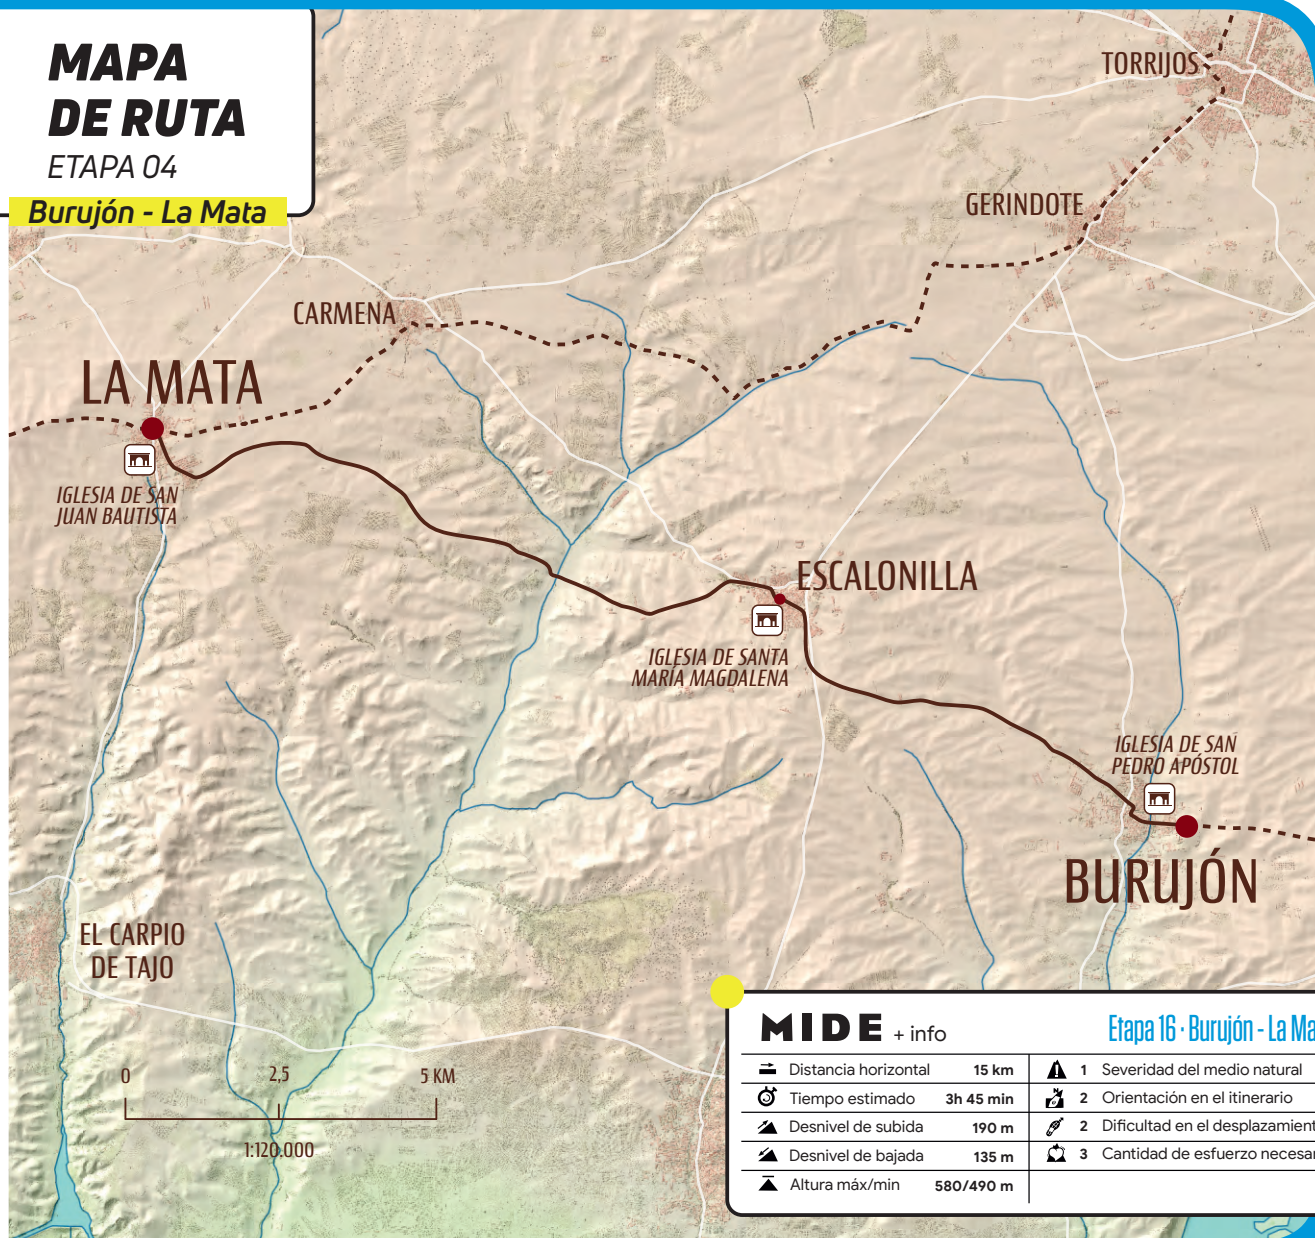 MAPA
DE RUTA
ETAPA 04
Burujón - La Mata
TORRIJOS
GERINDOTE
CARMENA
LA MATA
IGLESIA DE SAN
JUAN BAUTISTA
ESCALONILLA
IGLESIA DE SANTA
MARÍA MAGDALENA
IGLESIA DE SAN
PEDRO APÓSTOL
BURUJÓN
EL CARPIO
DE TAJO
0 2,5 5 KM
1:120.000
MIDE + info
Etapa 16 · Burujón - La Ma
Distancia horizontal 15 km
Tiempo estimado 3h 45 min
Desnivel de subida 190 m
Desnivel de bajada 135 m
Altura máx/min 580/490 m
1 Severidad del medio natural
2 Orientación en el itinerario
2 Dificultad en el desplazamient
3 Cantidad de esfuerzo necesar